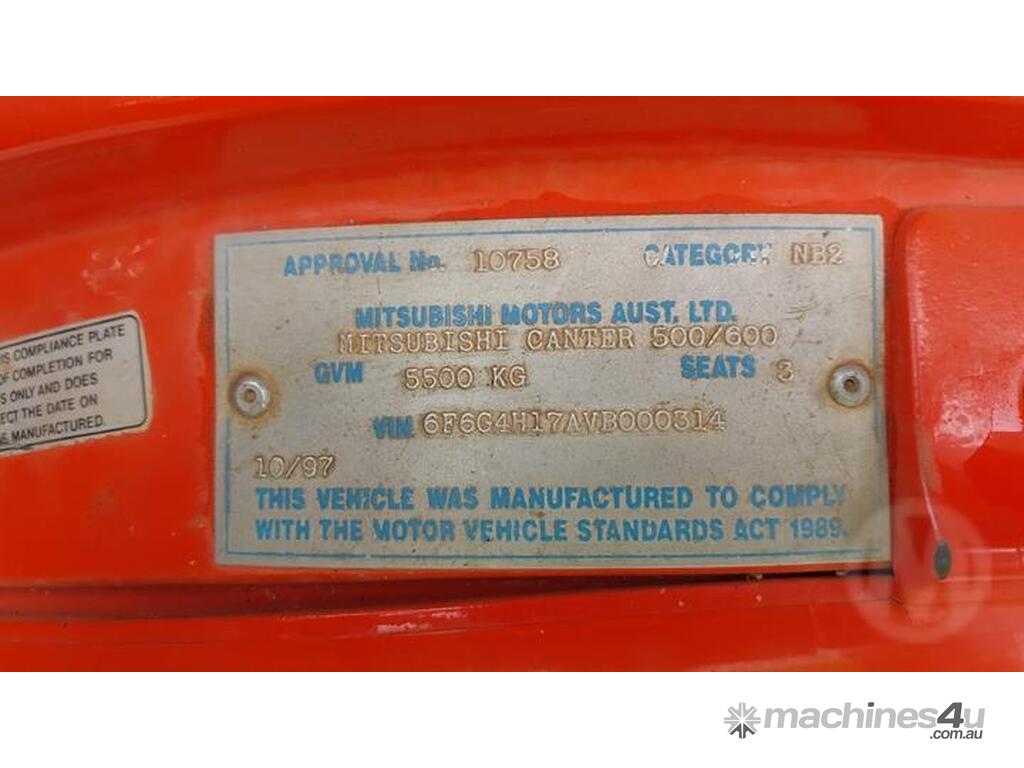 APPROVAL No. 10758 CATEGORY NB2
MITSUBISHI MOTORS AUST. LTD.
MITSUBISHI CANTER 500/600
GVM 5500 KG SEATS 3
VIN 6F6G4H17AVB000314
10/97
THIS VEHICLE WAS MANUFACTURED TO COMPLY
WITH THE MOTOR VEHICLE STANDARDS ACT 1989.
IS COMPLIANCE PLATE
OF COMPLETION FOR
ONLY AND DOES
ECT THE DATE ON
MANUFACTURED.
machines4u
.com.au